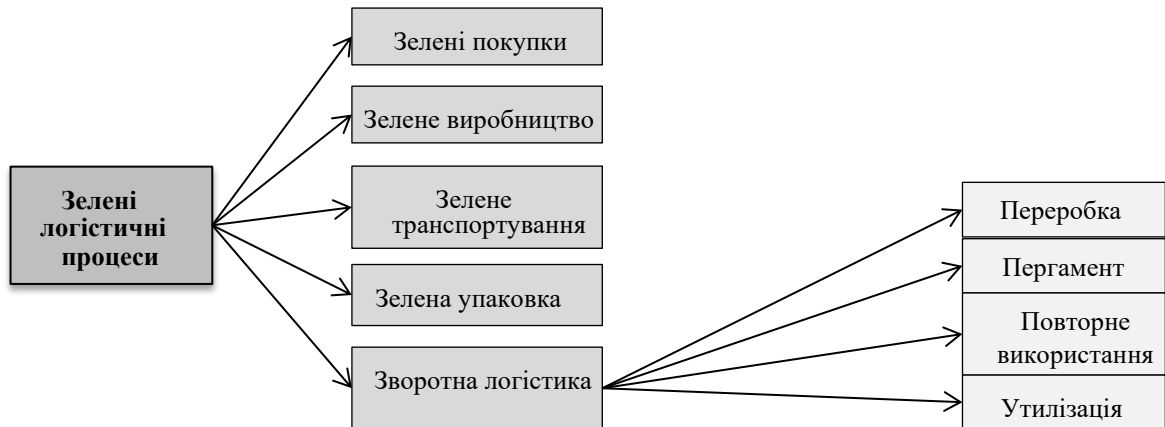 Зелені покупки
Зелене виробництво
Зелені
логістичні
процеси
Зелене
транспортування
Зелена упаковка
Зворотна логістика
Переробка
Пергамент
Повторне
використання
Утилізація